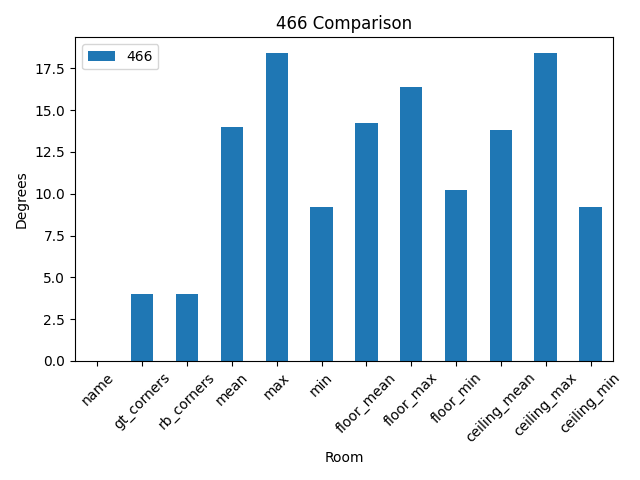 466 Comparison
466
17.5
15.0
12.5
10.0
7.5
5.0
2.5
0.0
Degrees
name
gt_corners
rb_corners
mean
max
min
floor_mean
floor_max
floor_min
ceiling_mean
ceiling_max
ceiling_min
Room